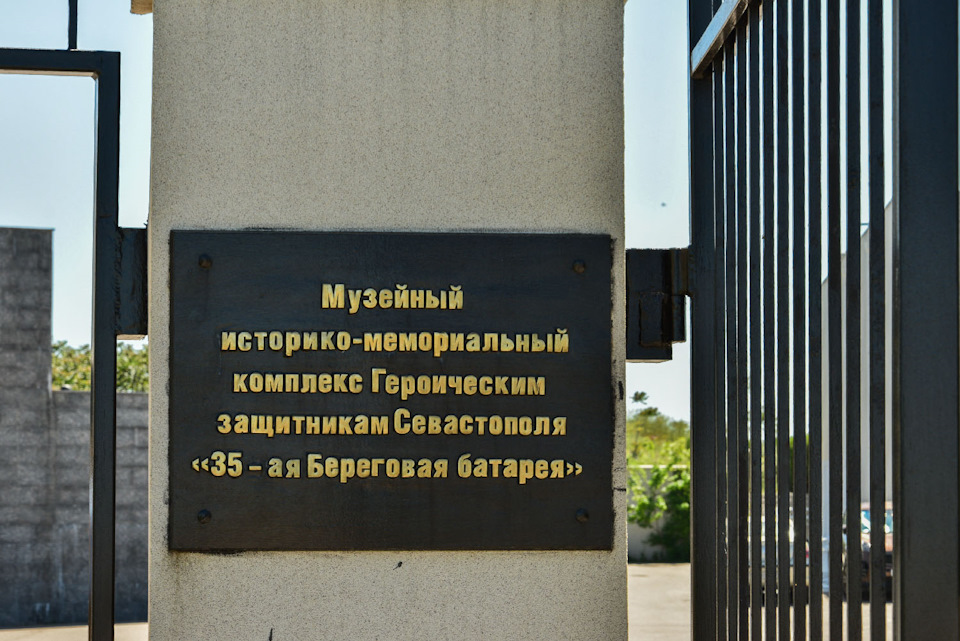 Музейный
историко-мемориальный
комплекс Героическим
защитникам Севастополя
«35 – ая Береговая батарея»